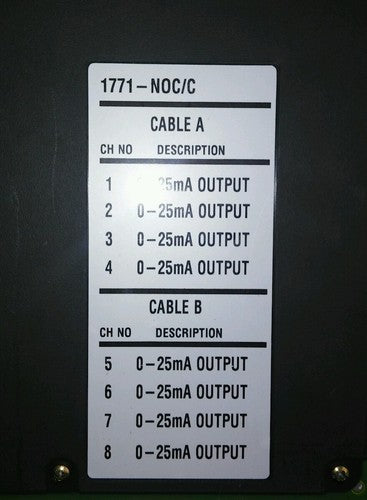 1771-NOC/C
CABLE A
CH NO DESCRIPTION
1 0-25mA OUTPUT
2 0-25mA OUTPUT
3 0-25mA OUTPUT
4 0-25mA OUTPUT
CABLE B
CH NO DESCRIPTION
5 0-25mA OUTPUT
6 0-25mA OUTPUT
7 0-25mA OUTPUT
8 0-25mA OUTPUT